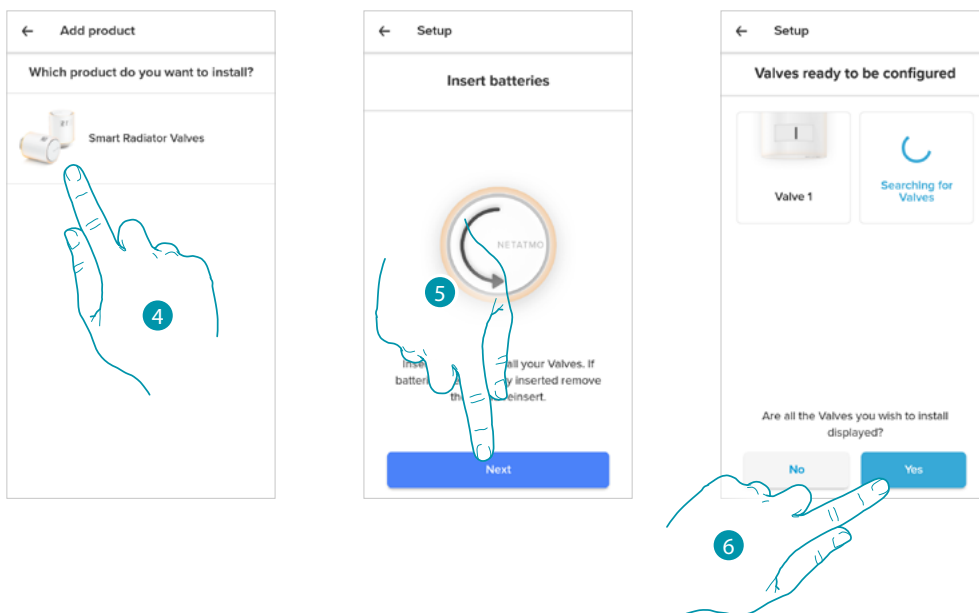 ← Add product
Which product do you want to install?
Smart Radiator Valves
4
← Setup
Insert batteries
NETATMO
5
all your Valves. If
inserted remove
Next
← Setup
Valves ready to be configured
Valve 1
Searching for
Valves
Are all the Valves you wish to install
displayed?
No
Yes
6